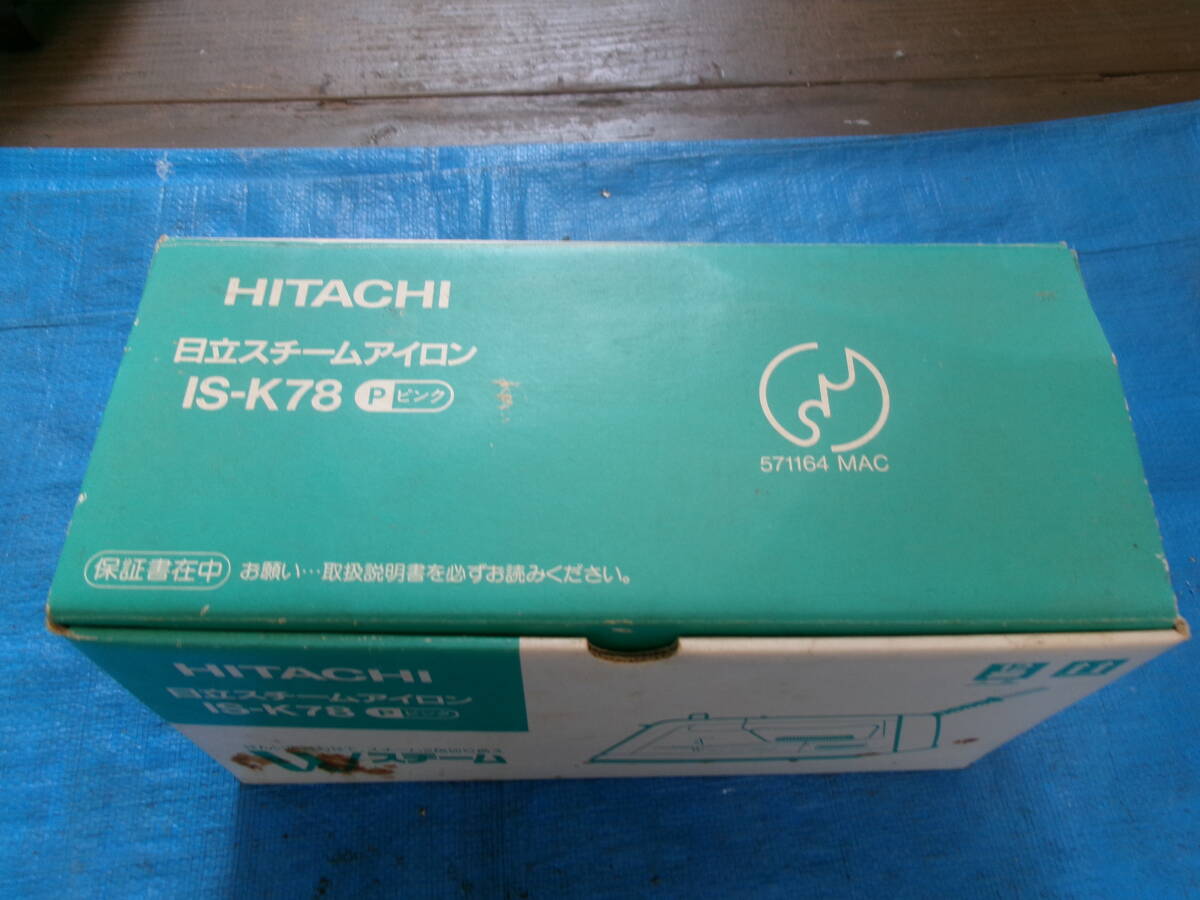 HITACHI
日立スチームアイロン
IS-K78 P ピンク
571164 MAC
保証書在中 お願い…取扱説明書を必ずお読みください。
HITACHI
日立スチームアイロン
IS-K78 P ピンク
スチーム